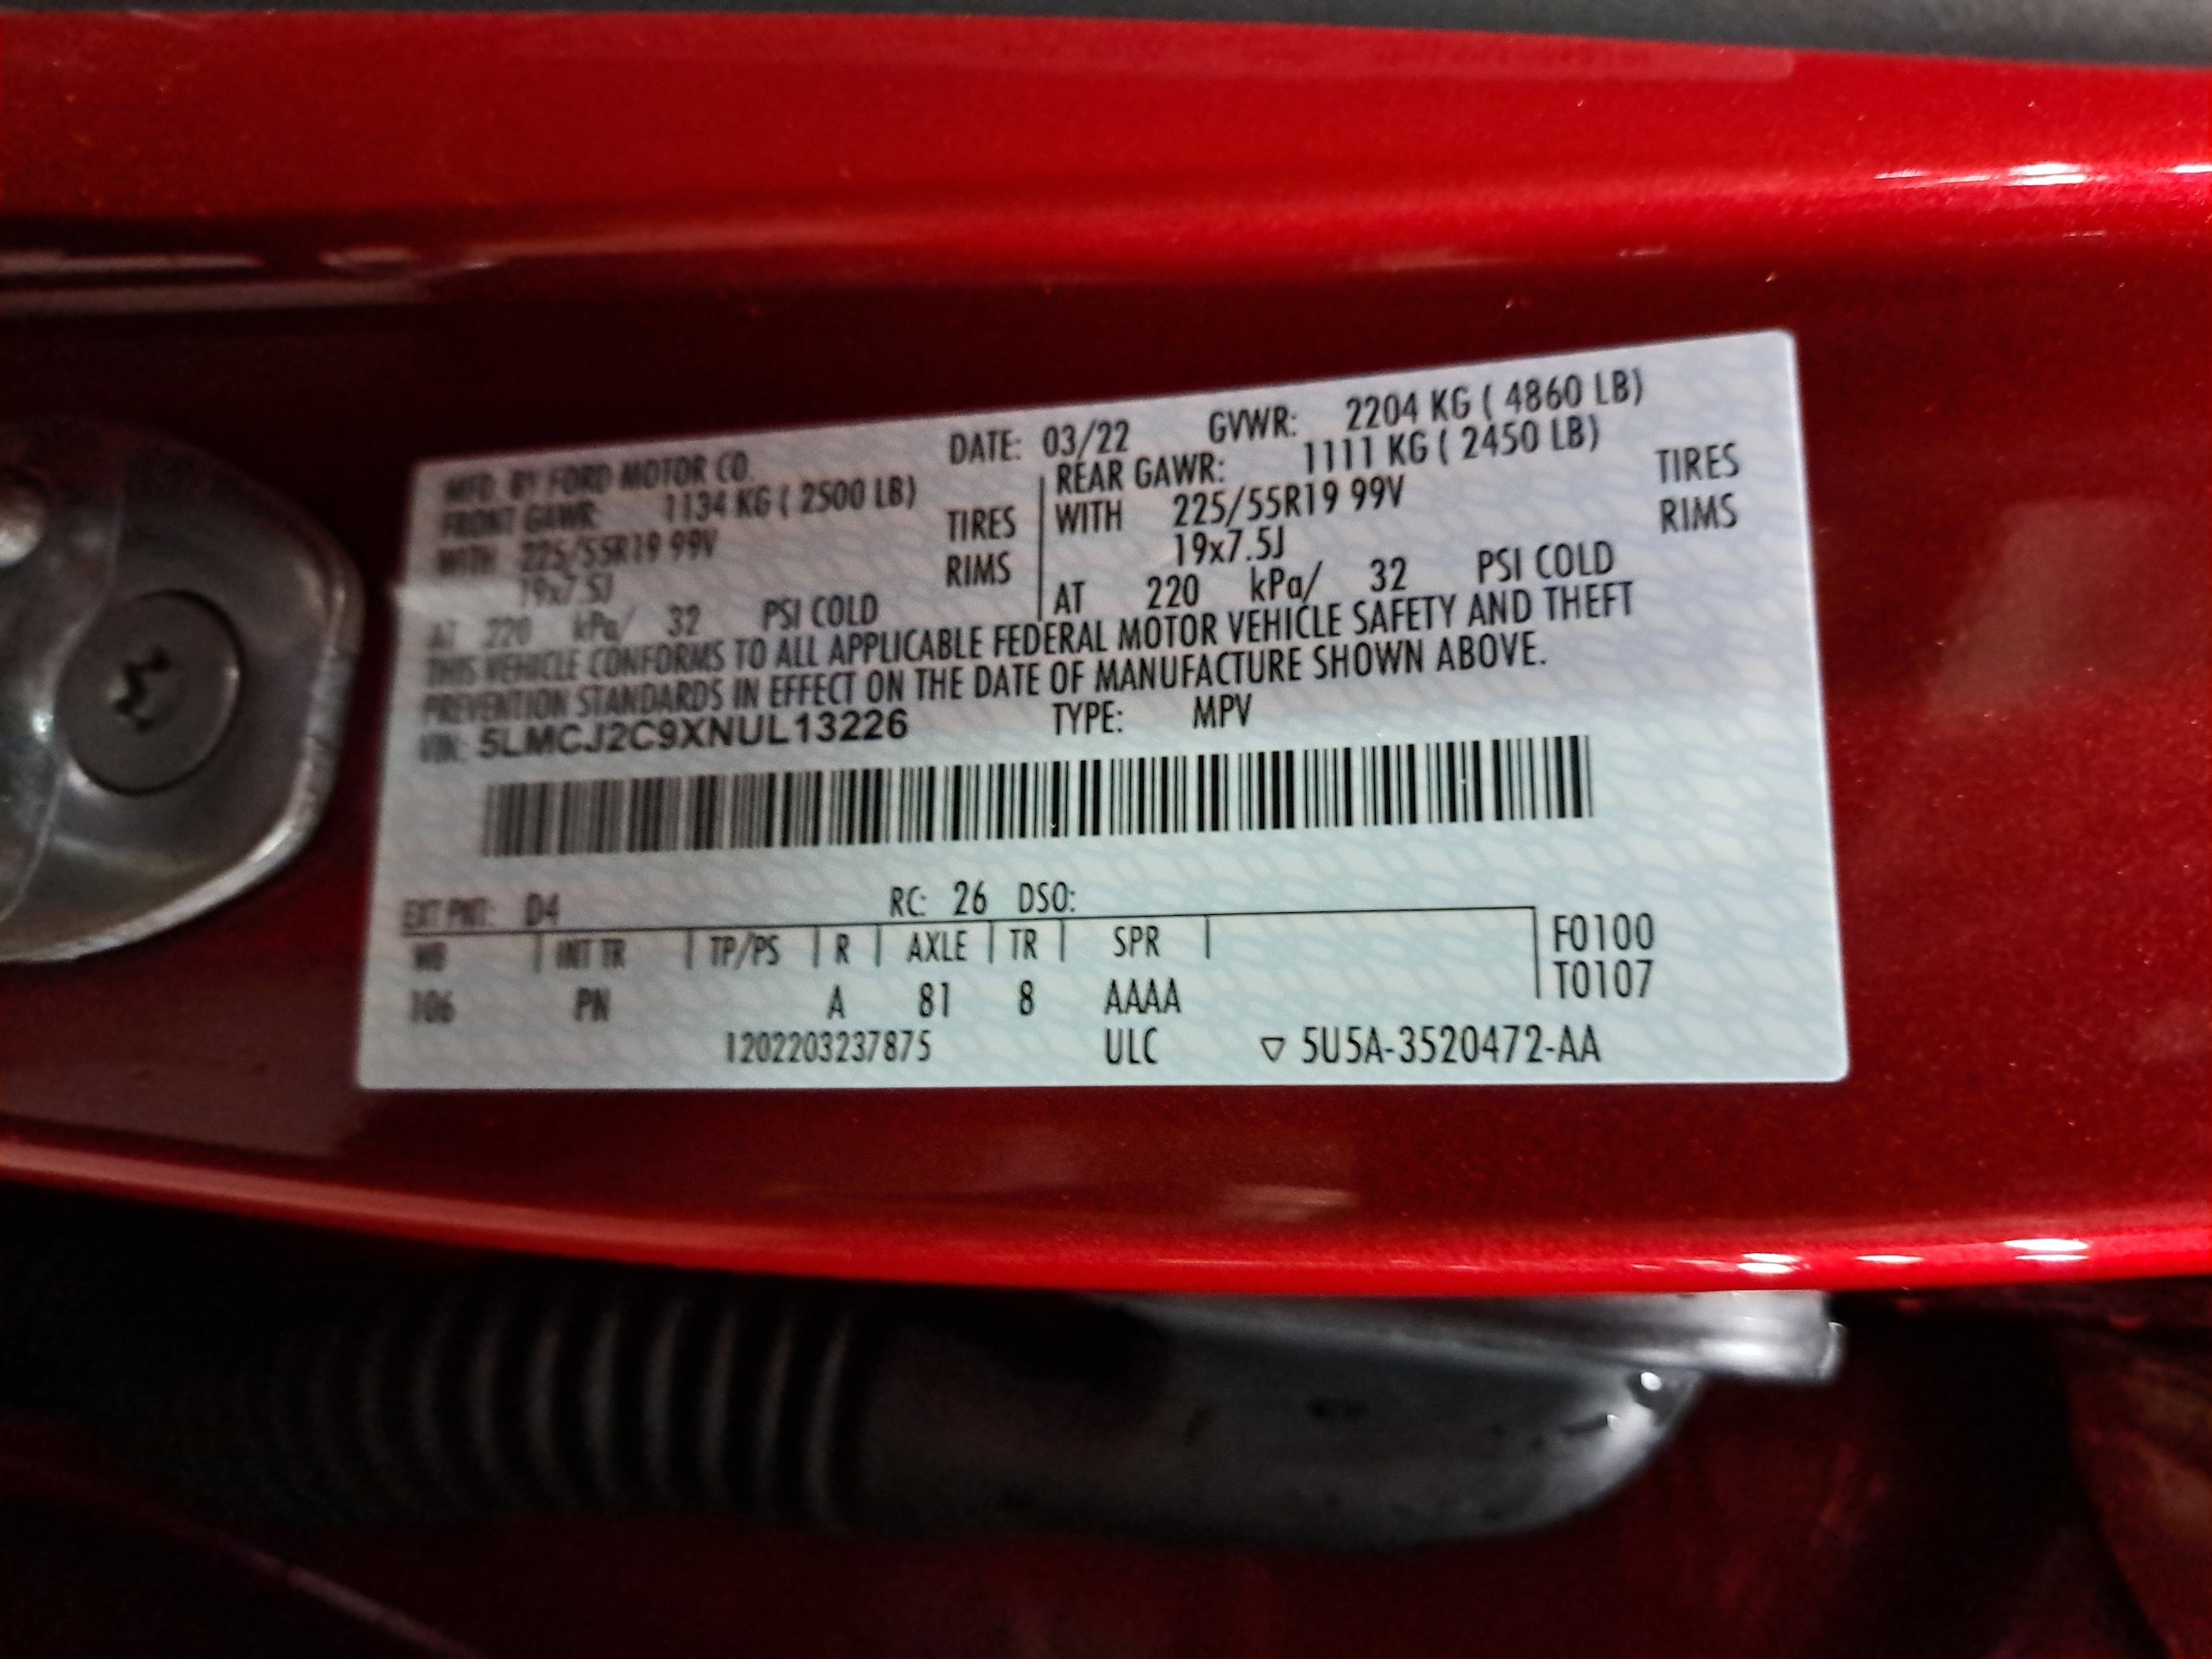 MFD. BY FORD MOTOR CO. DATE: 03/22 GVWR: 2204 KG ( 4860 LB)
FRONT GAWR: 1134 KG ( 2500 LB) REAR GAWR: 1111 KG ( 2450 LB)
WITH 225/55R19 99V TIRES WITH 225/55R19 99V TIRES
19x7.5J RIMS 19x7.5J RIMS
AT 220 kPa/ 32 PSI COLD AT 220 kPa/ 32 PSI COLD
THIS VEHICLE CONFORMS TO ALL APPLICABLE FEDERAL MOTOR VEHICLE SAFETY AND THEFT
PREVENTION STANDARDS IN EFFECT ON THE DATE OF MANUFACTURE SHOWN ABOVE.
VIN: 5LMCJ2C9XNUL13226 TYPE: MPV
EXT PNT: D4 RC: 26 DSO:
WB INT TR TP/PS R AXLE TR SPR F0100
T0107
106 PN A 81 8 AAAA
1202203237875 ULC ▽ 5U5A-3520472-AA